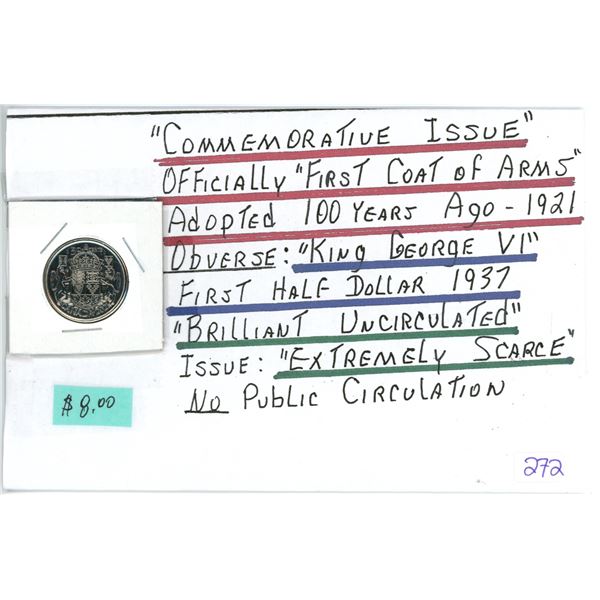 "COMMEMORATIVE ISSUE"
OFFICIALLY "FIRST COAT OF ARMS"
ADOPTED 100 YEARS AGO - 1921
OBVERSE: "KING GEORGE VI"
FIRST HALF DOLLAR 1937
"BRILLIANT UNCIRCULATED"
ISSUE: "EXTREMELY SCARCE"
NO PUBLIC CIRCULATION
$8.00
272